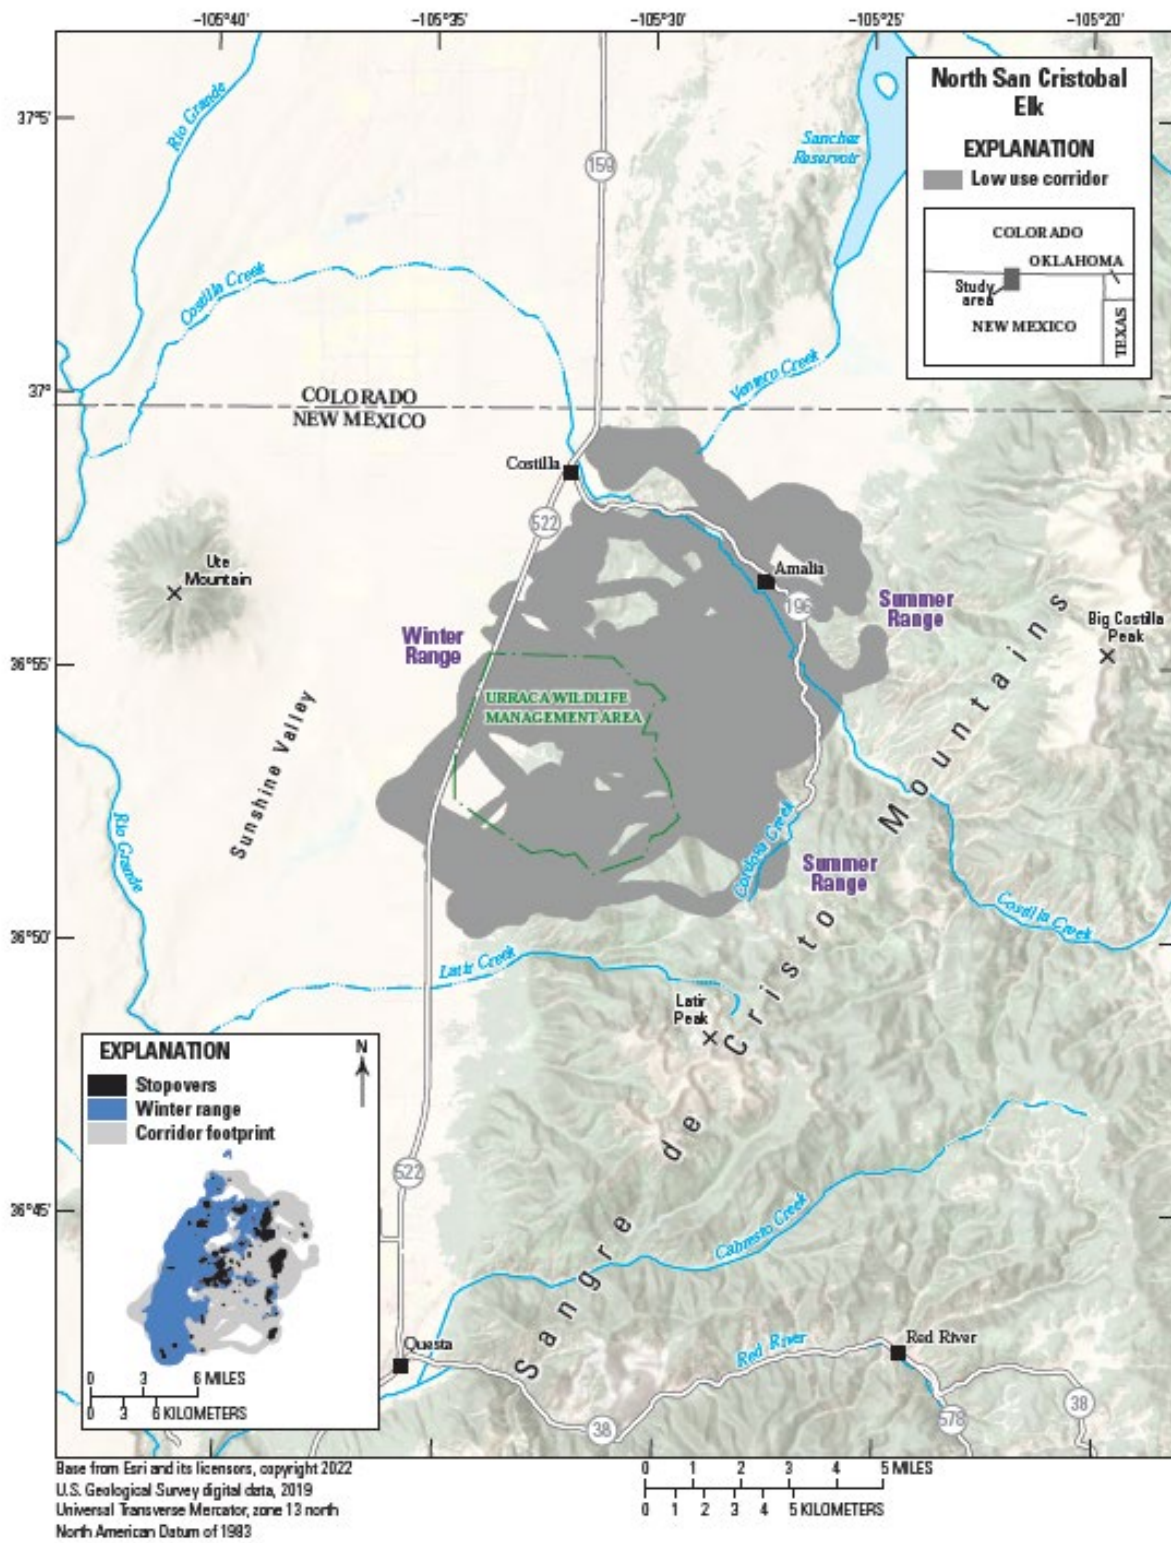 −105°40' −105°35' −105°30' −105°24' −105°20'
37°5'
37°
36°55'
36°50'
36°45'
North San Cristobal
Elk
EXPLANATION
Low use corridor
COLORADO
OKLAHOMA
Study
area
NEW MEXICO
TEXAS
Rio Grande
159
Sanchez
Reservoir
Costilla Creek
Ventero Creek
COLORADO
NEW MEXICO
Costilla
522
Ute
Mountain
Amalia
196
Summer
Range
Big Costilla
Peak
Winter
Range
URRACA WILDLIFE
MANAGEMENT AREA
Sunshine Valley
Rio Grande
Cordova Creek
Summer
Range
Costilla Creek
Latir Creek
Latir
Peak
Sangre de Cristo Mountains
EXPLANATION
N
Stopovers
Winter range
Corridor footprint
0 3 6 MILES
0 3 6 KILOMETERS
522
Cabresto Creek
Questa
Red River
Red River
38
578
38
Base from Esri and its licensors, copyright 2022
U.S. Geological Survey digital data, 2019
Universal Transverse Mercator, zone 13 north
North American Datum of 1983
0 1 2 3 4 5 MILES
0 1 2 3 4 5 KILOMETERS